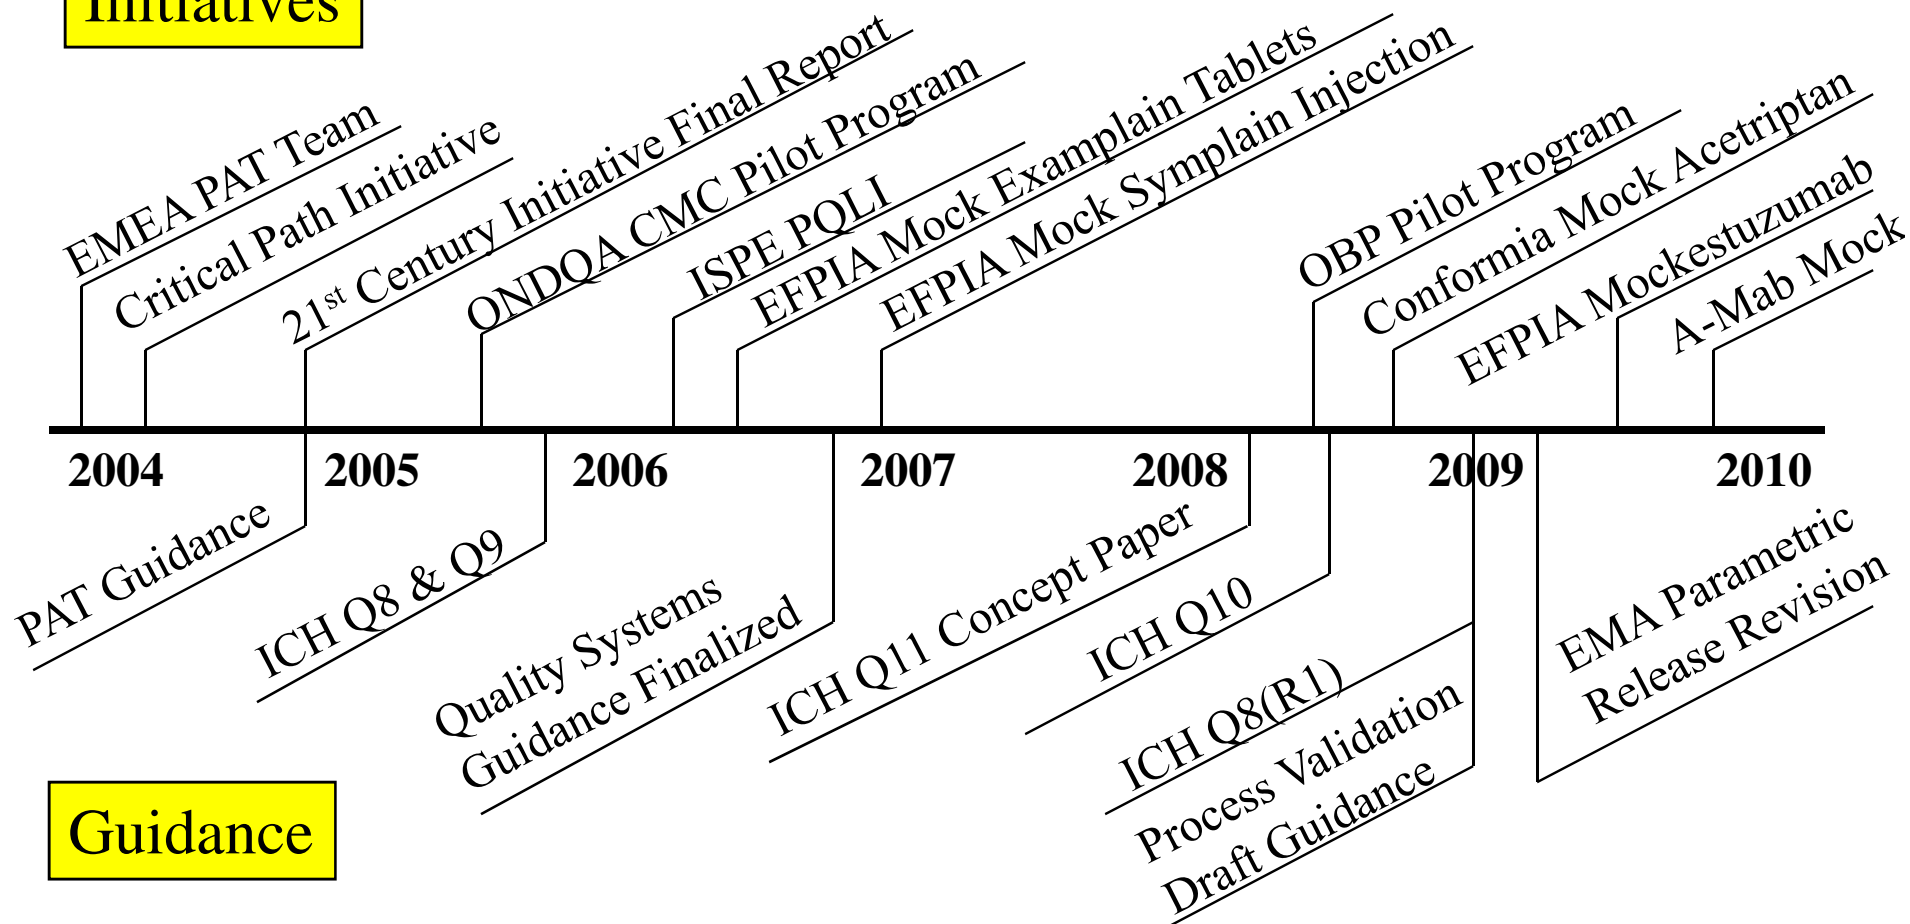 Initiatives
EMEA PAT Team
Critical Path Initiative
21st Century Initiative Final Report
ONDQA CMC Pilot Program
ISPE PQLI
EFPIA Mock Examplain Tablets
EFPIA Mock Symplain Injection
OBP Pilot Program
Conformia Mock Acetriptan
EFPIA Mockestuzumab
A-Mab Mock
2004 2005 2006 2007 2008 2009 2010
PAT Guidance
ICH Q8 & Q9
Quality Systems
Guidance Finalized
ICH Q11 Concept Paper
ICH Q10
ICH Q8(R1)
Process Validation
Draft Guidance
EMA Parametric
Release Revision
Guidance